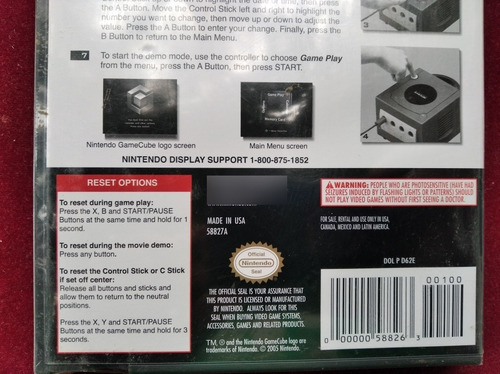 the A Button. Move the Control Stick left and right to highlight the
number you want to change, then move up or down to adjust the
value. Press the A Button to enter your change. Finally, press the
B Button to return to the Main Menu.
3
7 To start the demo mode, use the controller to choose Game Play
from the menu, press the A Button, then press START.
Game Play
Memory Card
4
Nintendo GameCube logo screen
Main Menu screen
NINTENDO DISPLAY SUPPORT 1-800-875-1852
RESET OPTIONS
To reset during game play:
Press the X, B and START/PAUSE
Buttons at the same time and hold for 1
second.
To reset during the movie demo:
Press any button.
To reset the Control Stick or C Stick
if set off center:
Release all buttons and sticks and
allow them to return to the neutral
positions.
Press the X, Y and START/PAUSE
Buttons at the same time and hold for 3
seconds.
MADE IN USA
58827A
Official
Nintendo
Seal
THE OFFICIAL SEAL IS YOUR ASSURANCE THAT
THIS PRODUCT IS LICENSED OR MANUFACTURED
BY NINTENDO. ALWAYS LOOK FOR THIS
SEAL WHEN BUYING VIDEO GAME SYSTEMS,
ACCESSORIES, GAMES AND RELATED PRODUCTS.
TM, ® and the Nintendo GameCube logo are
trademarks of Nintendo. © 2005 Nintendo.
WARNING: PEOPLE WHO ARE PHOTOSENSITIVE (HAVE HAD
SEIZURES INDUCED BY FLASHING LIGHTS OR PATTERNS) SHOULD
NOT PLAY VIDEO GAMES WITHOUT FIRST SEEING A DOCTOR.
FOR SALE, RENTAL AND USE ONLY IN USA,
CANADA, MEXICO AND LATIN AMERICA.
DOL P D62E
00100
0 00000 58826 3